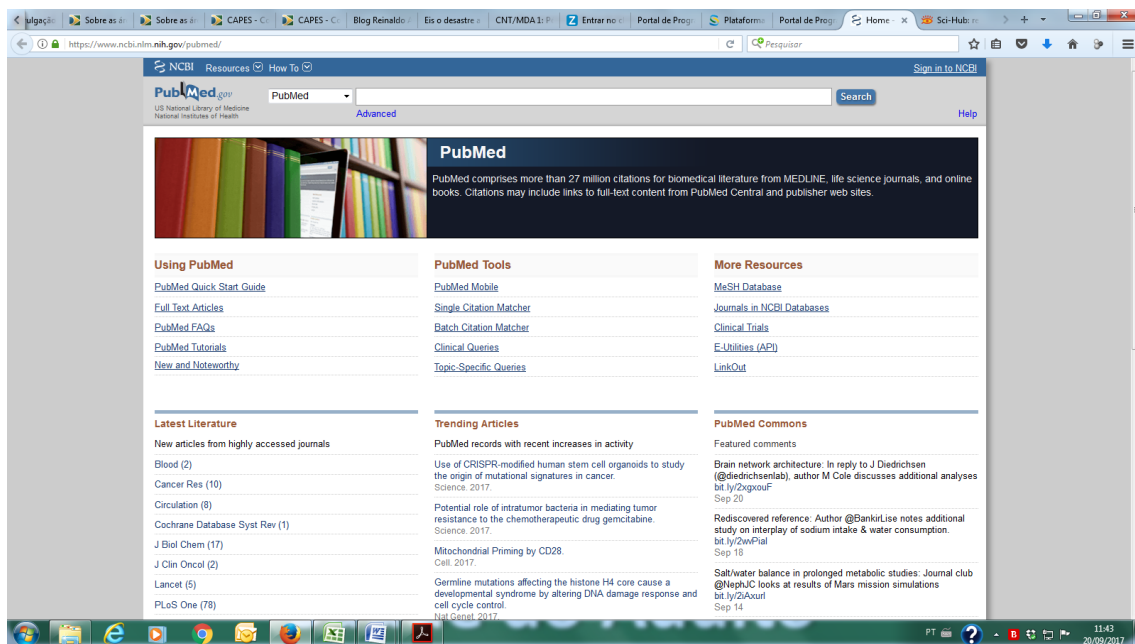 ulgação
Sobre as ár
Sobre as ár
CAPES - Co
CAPES - Co
Blog Reinaldo A
Eis o desastre a
CNT/MDA 1: P
Entrar no
Portal de Prog
Plataforma
Portal de Prog
Home -
Sci-Hub: re
https://www.ncbi.nlm.nih.gov/pubmed/
Pesquisar
NCBI Resources How To
Sign in to NCBI
PubMed.gov
US National Library of Medicine
National Institutes of Health
PubMed
Search
Advanced
Help
PubMed
PubMed comprises more than 27 million citations for biomedical literature from MEDLINE, life science journals, and online
books. Citations may include links to full-text content from PubMed Central and publisher web sites.
Using PubMed
PubMed Quick Start Guide
Full Text Articles
PubMed FAQs
PubMed Tutorials
New and Noteworthy
PubMed Tools
PubMed Mobile
Single Citation Matcher
Batch Citation Matcher
Clinical Queries
Topic-Specific Queries
More Resources
MeSH Database
Journals in NCBI Databases
Clinical Trials
E-Utilities (API)
LinkOut
Latest Literature
New articles from highly accessed journals
Blood (2)
Cancer Res (10)
Circulation (8)
Cochrane Database Syst Rev (1)
J Biol Chem (17)
J Clin Oncol (2)
Lancet (5)
PLoS One (78)
Trending Articles
PubMed records with recent increases in activity
Use of CRISPR-modified human stem cell organoids to study
the origin of mutational signatures in cancer.
Science. 2017.
Potential role of intratumor bacteria in mediating tumor
resistance to the chemotherapeutic drug gemcitabine.
Science. 2017.
Mitochondrial Priming by CD28.
Cell. 2017.
Germline mutations affecting the histone H4 core cause a
developmental syndrome by altering DNA damage response and
cell cycle control.
Nat Genet. 2017.
PubMed Commons
Featured comments
Brain network architecture: In reply to J Diedrichsen
(@diedrichsenlab), author M Cole discusses additional analyses
bit.ly/2xgxouF
Sep 20
Rediscovered reference: Author @BankirLise notes additional
study on interplay of sodium intake & water consumption.
bit.ly/2wvPial
Sep 18
Salt/water balance in prolonged metabolic studies: Journal club
@NephJC looks at results of Mars mission simulations
bit.ly/2iAxurl
Sep 14
PT
11:43
20/09/2017